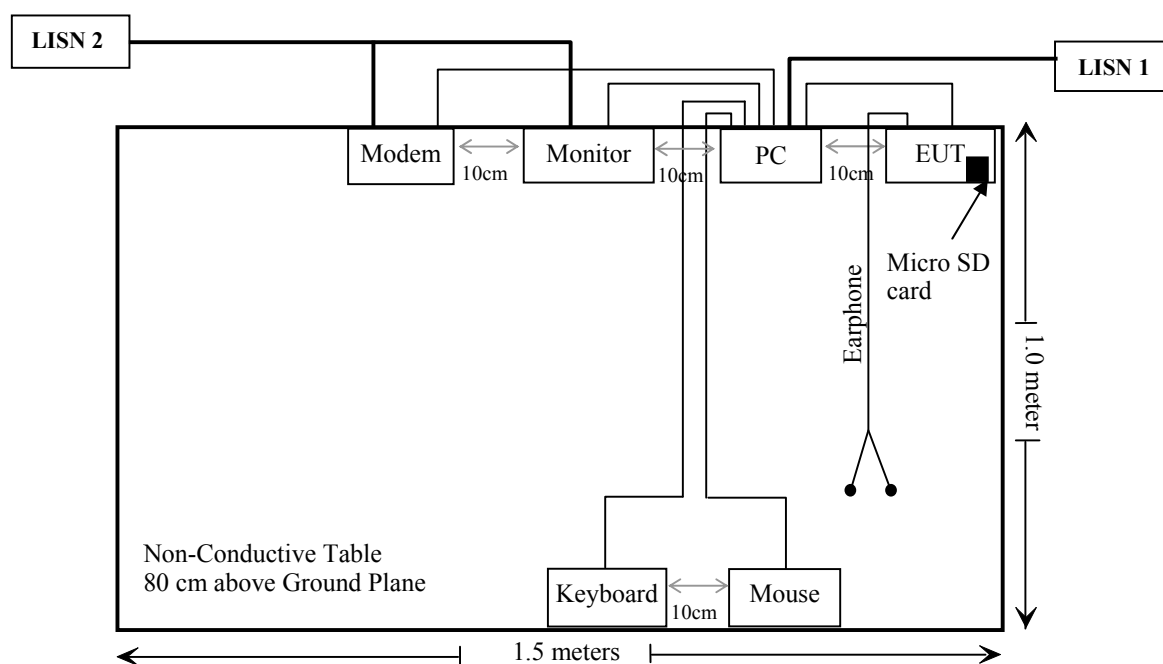 LISN 2
LISN 1
Modem
Monitor
PC
EUT
10cm
10cm
10cm
Micro SD
card
Earphone
1.0 meter
Non-Conductive Table
80 cm above Ground Plane
Keyboard
Mouse
10cm
1.5 meters